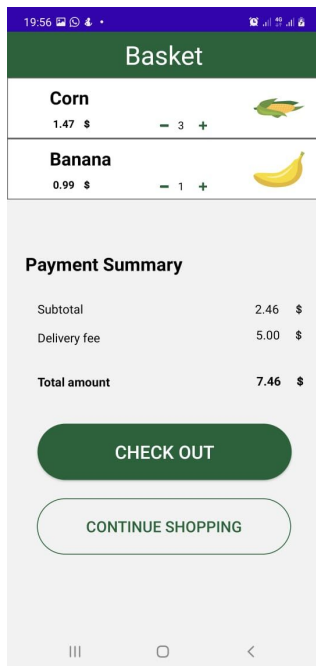 19:56
Basket
Corn
1.47 $
3
Banana
0.99 $
1
Payment Summary
Subtotal 2.46 $
Delivery fee 5.00 $
Total amount 7.46 $
CHECK OUT
CONTINUE SHOPPING